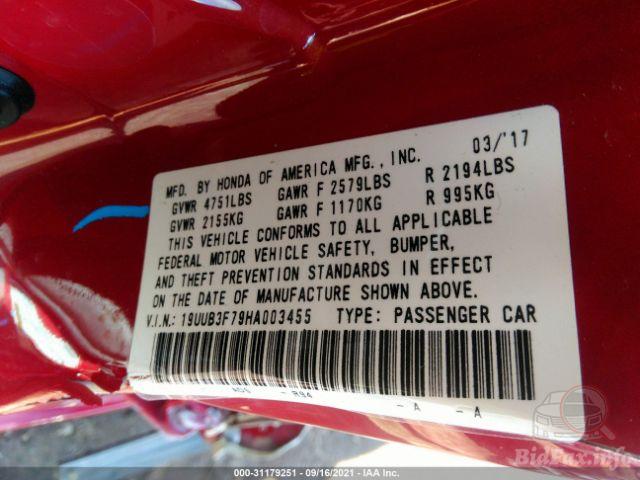 MFD. BY HONDA OF AMERICA MFG., INC. 03/'17
GVWR 4751LBS GAWR F 2579LBS R 2194LBS
GVWR 2155KG GAWR F 1170KG R 995KG
THIS VEHICLE CONFORMS TO ALL APPLICABLE
FEDERAL MOTOR VEHICLE SAFETY, BUMPER,
AND THEFT PREVENTION STANDARDS IN EFFECT
ON THE DATE OF MANUFACTURE SHOWN ABOVE.
V.I.N.: 19UUB3F79HA003455 TYPE: PASSENGER CAR
- R94
- A - A
000-31179251 - 09/16/2021 - IAA Inc.
BidFax.info